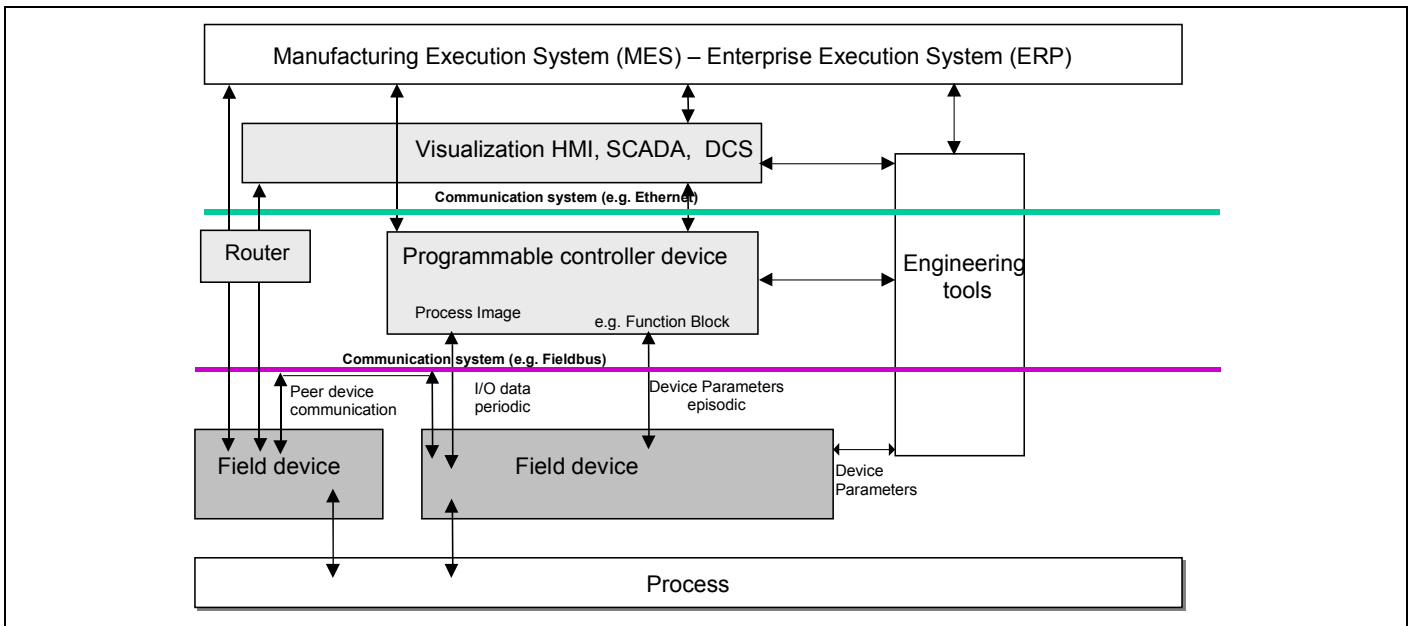 Manufacturing Execution System (MES) – Enterprise Execution System (ERP)
Visualization HMI, SCADA, DCS
Communication system (e.g. Ethernet)
Router
Programmable controller device
Engineering
tools
Process Image
e.g. Function Block
Communication system (e.g. Fieldbus)
Peer device
communication
I/O data
periodic
Device Parameters
episodic
Field device
Field device
Device
Parameters
Process